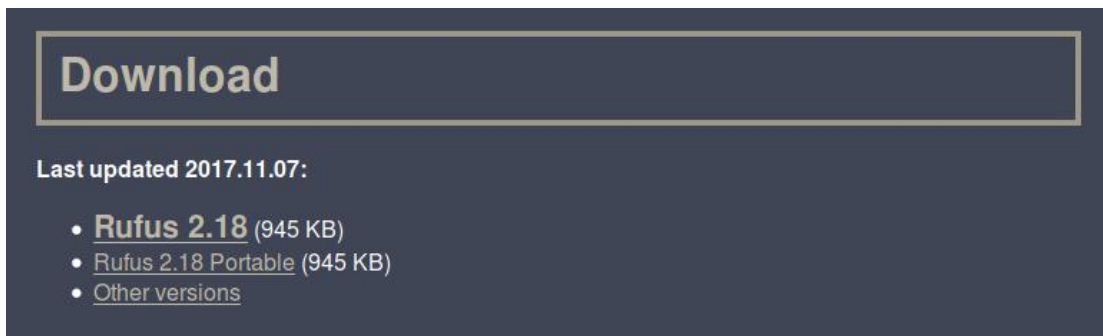 Download
Last updated 2017.11.07:
Rufus 2.18 (945 KB)
Rufus 2.18 Portable (945 KB)
Other versions